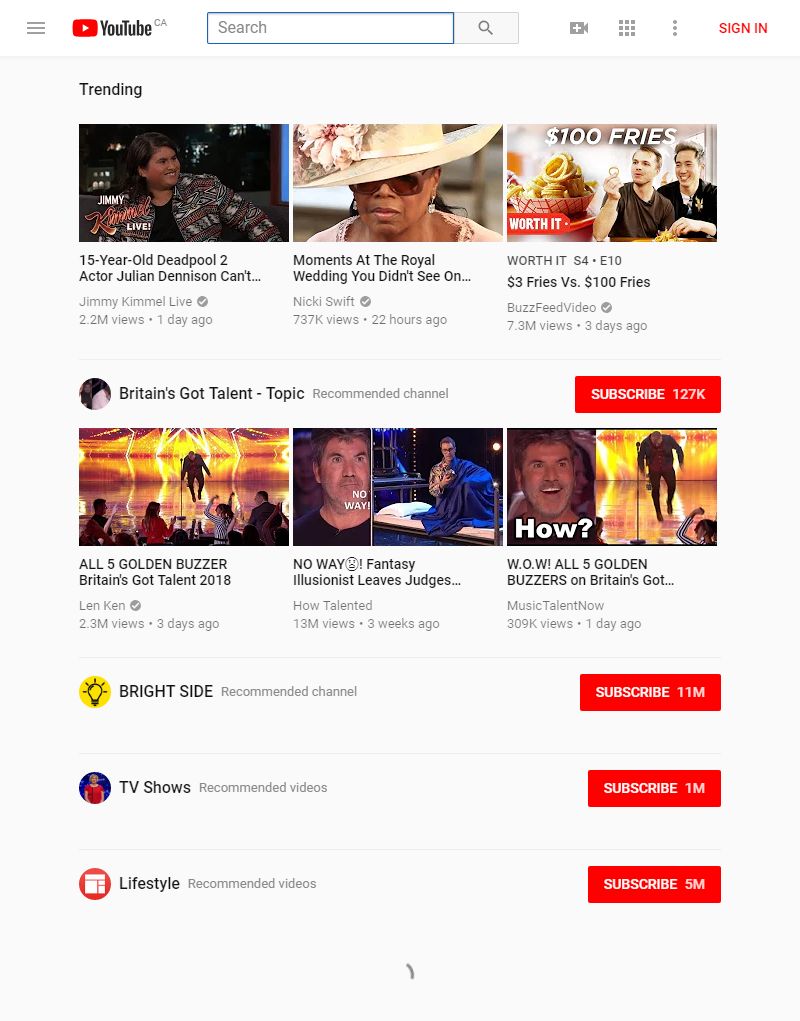 YouTube CA
Search
SIGN IN
Trending
JIMMY
Kimmel
LIVE!
$100 FRIES
WORTH IT
15-Year-Old Deadpool 2
Actor Julian Dennison Can't...
Jimmy Kimmel Live
2.2M views • 1 day ago
Moments At The Royal
Wedding You Didn't See On...
Nicki Swift
737K views • 22 hours ago
WORTH IT S4 • E10
$3 Fries Vs. $100 Fries
BuzzFeedVideo
7.3M views • 3 days ago
Britain's Got Talent - Topic Recommended channel
SUBSCRIBE 127K
NO
WAY!
How?
ALL 5 GOLDEN BUZZER
Britain's Got Talent 2018
Len Ken
2.3M views • 3 days ago
NO WAY😫! Fantasy
Illusionist Leaves Judges...
How Talented
13M views • 3 weeks ago
W.O.W! ALL 5 GOLDEN
BUZZERS on Britain's Got...
MusicTalentNow
309K views • 1 day ago
BRIGHT SIDE Recommended channel
SUBSCRIBE 11M
TV Shows Recommended videos
SUBSCRIBE 1M
Lifestyle Recommended videos
SUBSCRIBE 5M